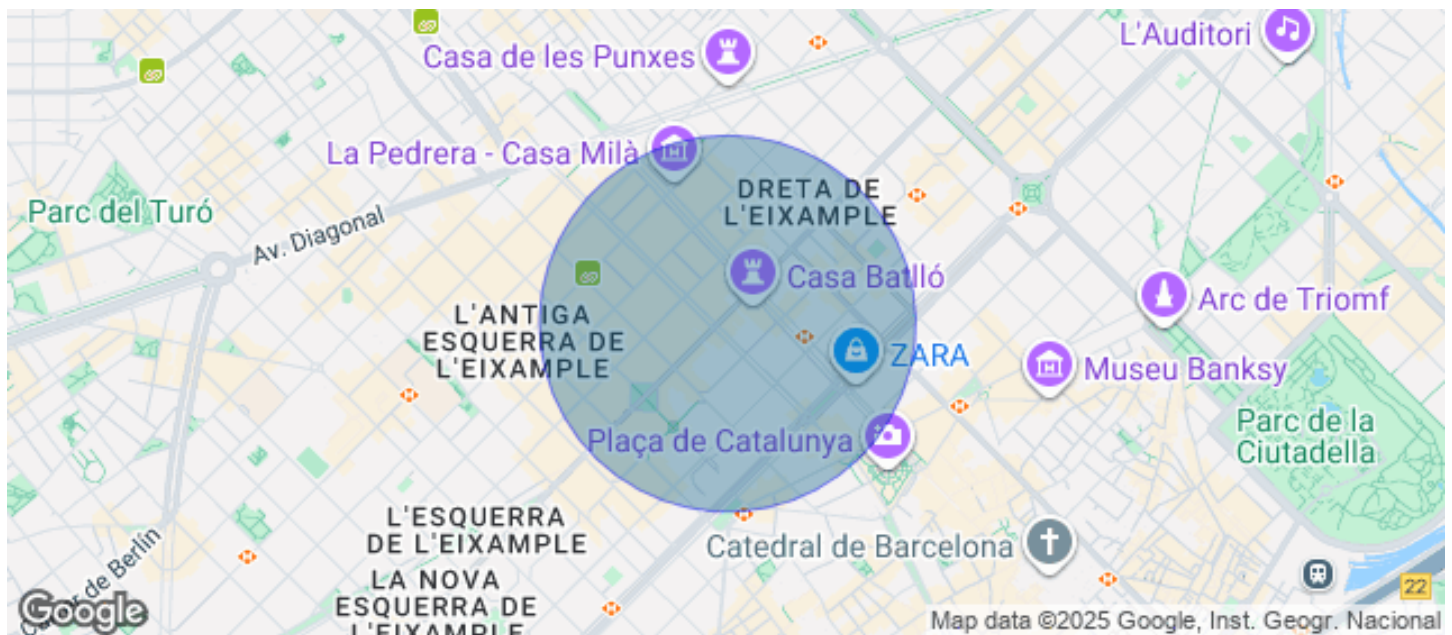 L'Auditori
Casa de les Punxes
La Pedrera - Casa Milà
DRETA DE
L'EIXAMPLE
Parc del Turó
Av. Diagonal
Casa Batlló
Arc de Triomf
L'ANTIGA
ESQUERRA DE
L'EIXAMPLE
ZARA
Museu Banksy
Plaça de Catalunya
Parc de la
Ciutadella
L'ESQUERRA
DE L'EIXAMPLE
Catedral de Barcelona
LA NOVA
ESQUERRA DE
L'EIXAMPLE
de Berlín
22
Google
Map data ©2025 Google, Inst. Geogr. Nacional